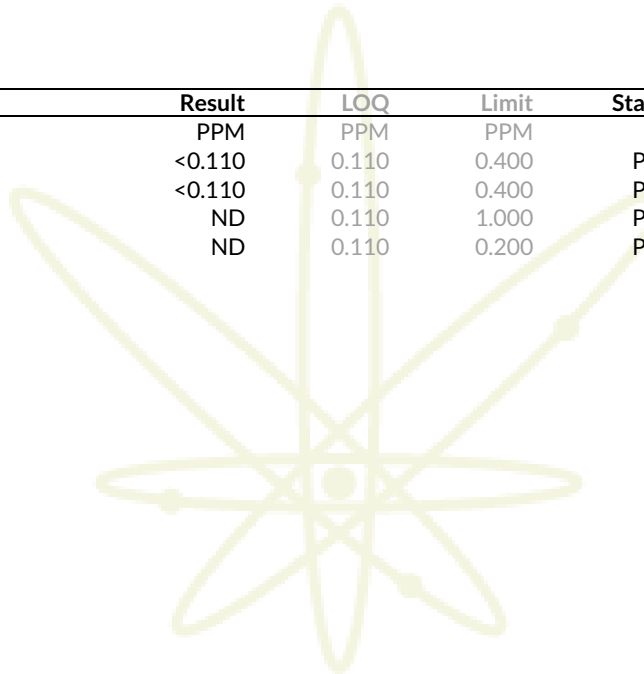 Result LOQ Limit Sta
PPM PPM PPM
<0.110 0.110 0.400 P
<0.110 0.110 0.400 P
ND 0.110 1.000 P
ND 0.110 0.200 P